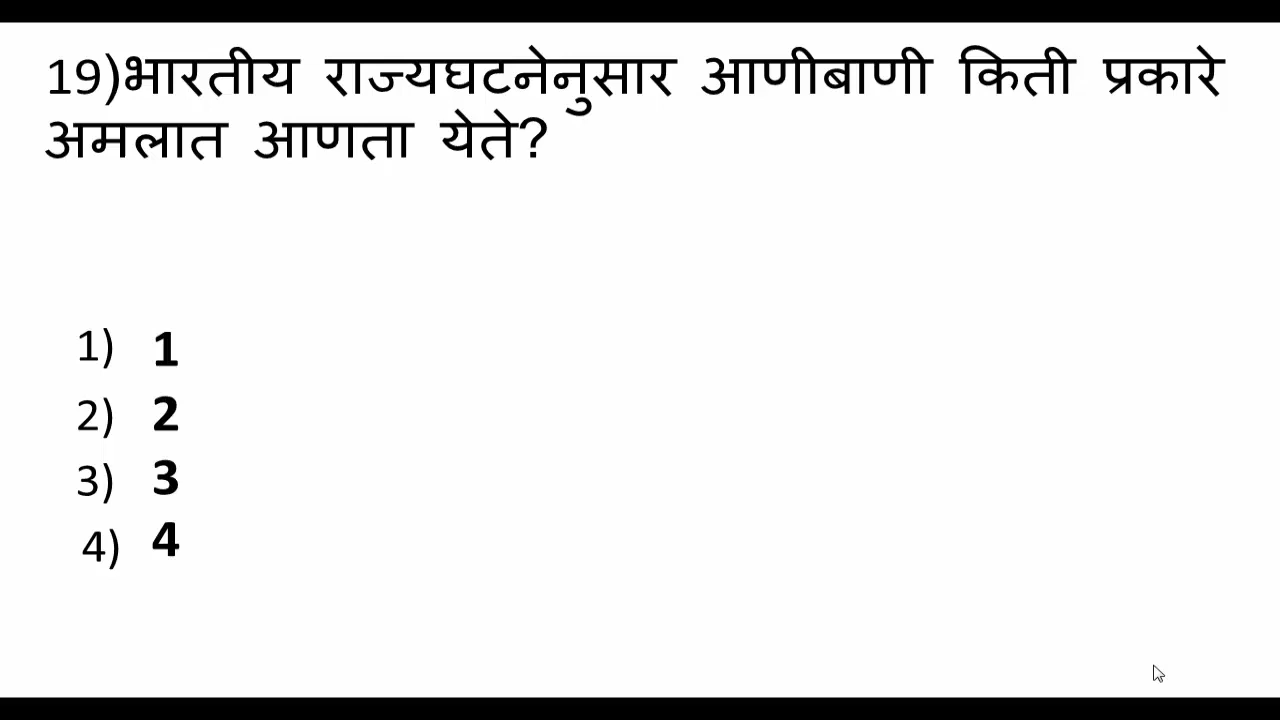 19)भारतीय राज्यघटनेनुसार आणीबाणी किती प्रकारे
अमलात आणता येते?
1) 1
2) 2
3) 3
4) 4